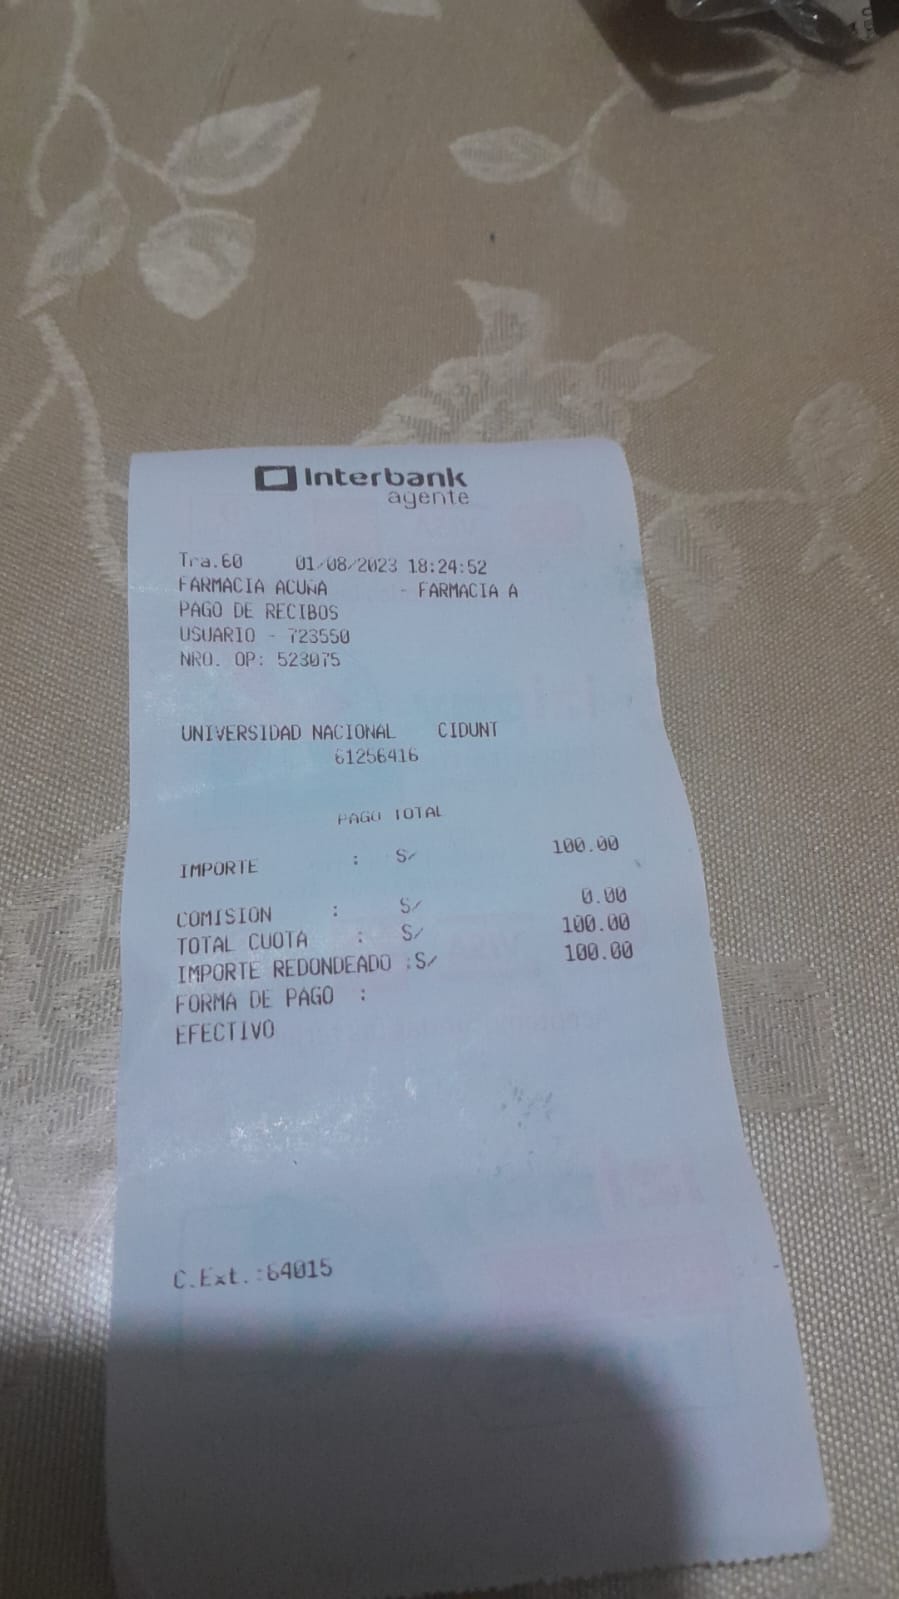 Interbank
agente
Tra.60 01/08/2023 18:24:52
FARMACIA ACUÑA - FARMACIA A
PAGO DE RECIBOS
USUARIO - 723550
NRO. OP: 523075
UNIVERSIDAD NACIONAL CIDUNT
61256416
PAGO TOTAL
IMPORTE : S/ 100.00
COMISION : S/ 0.00
TOTAL CUOTA : S/ 100.00
IMPORTE REDONDEADO :S/ 100.00
FORMA DE PAGO :
EFECTIVO
C.Ext.:64015